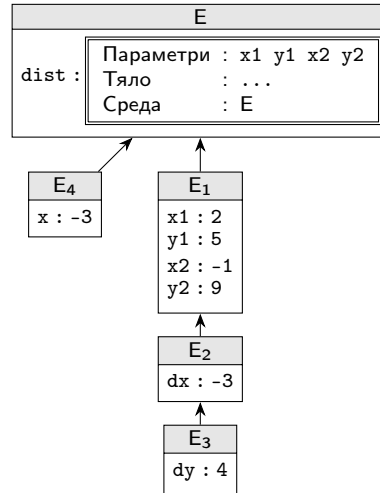 E
dist :
Параметри : x1 y1 x2 y2
Тяло : ...
Среда : E
E4
x : -3
E1
x1 : 2
y1 : 5
x2 : -1
y2 : 9
E2
dx : -3
E3
dy : 4